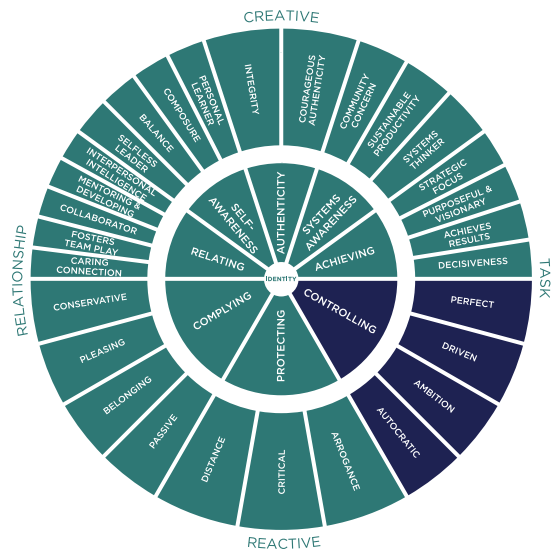 CREATIVE
TASK
REACTIVE
RELATIONSHIP
INTEGRITY
COURAGEOUS
AUTHENTICITY
COMMUNITY
CONCERN
SUSTAINABLE
PRODUCTIVITY
SYSTEMS
THINKER
STRATEGIC
FOCUS
PURPOSEFUL &
VISIONARY
ACHIEVES
RESULTS
DECISIVENESS
PERFECT
DRIVEN
AMBITION
AUTOCRATIC
ARROGANCE
CRITICAL
DISTANCE
PASSIVE
BELONGING
PLEASING
CONSERVATIVE
CARING
CONNECTION
FOSTERS
TEAM PLAY
COLLABORATOR
MENTORING &
DEVELOPING
INTERPERSONAL
INTELLIGENCE
SELFLESS
LEADER
BALANCE
COMPOSURE
PERSONAL
LEARNER
RELATING
SELF-
AWARENESS
AUTHENTICITY
SYSTEMS
AWARENESS
ACHIEVING
CONTROLLING
PROTECTING
COMPLYING
IDENTITY